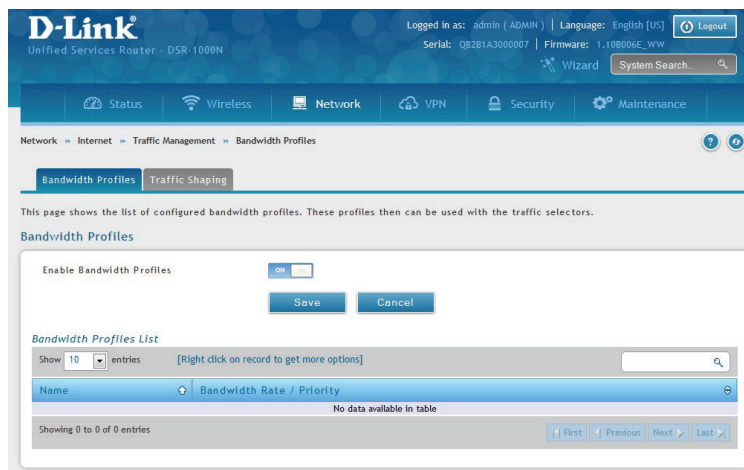 D-Link®
Logged in as: admin ( ADMIN ) | Language: English [US] Logout
Unified Services Router - DSR-1000N
Serial: QB2B1A3000007 | Firmware: 1.10B006E_WW
Wizard System Search...
Status Wireless Network VPN Security Maintenance
Network » Internet » Traffic Management » Bandwidth Profiles
Bandwidth Profiles Traffic Shaping
This page shows the list of configured bandwidth profiles. These profiles then can be used with the traffic selectors.
Bandwidth Profiles
Enable Bandwidth Profiles ON
Save Cancel
Bandwidth Profiles List
Show 10 entries [Right click on record to get more options]
Name Bandwidth Rate / Priority
No data available in table
Showing 0 to 0 of 0 entries First Previous Next Last